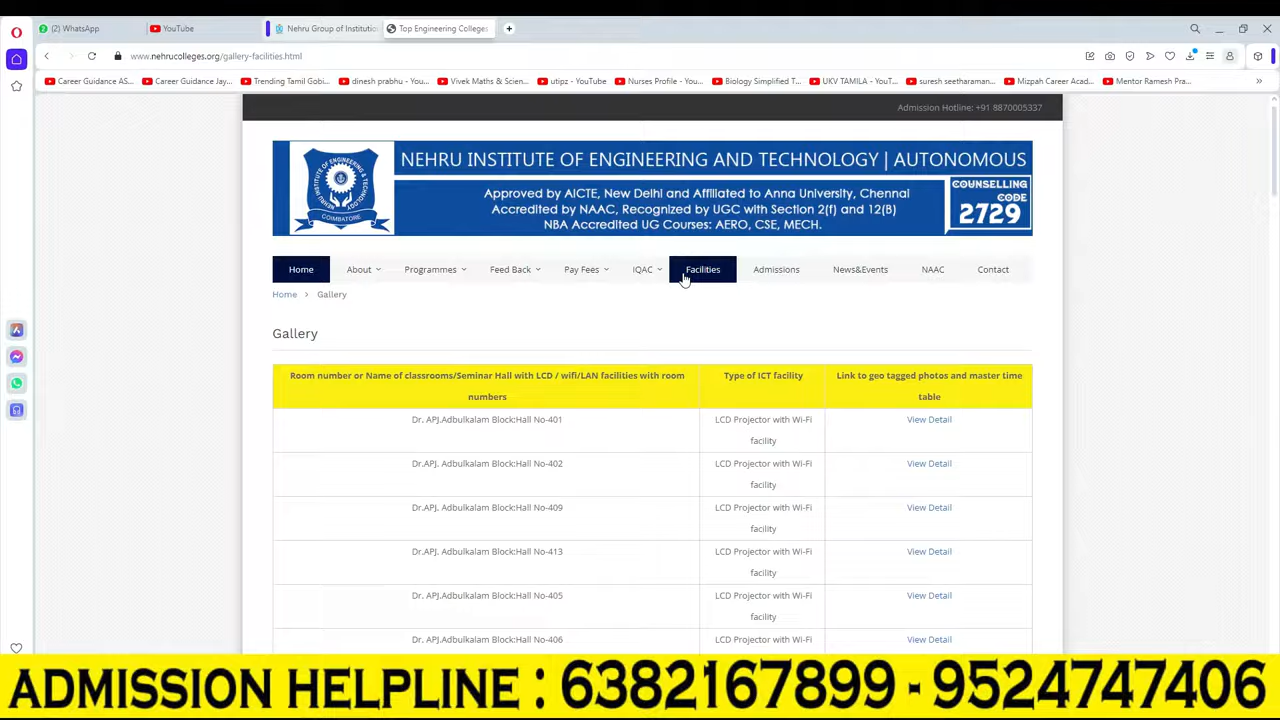 (2) WhatsApp
YouTube
Nehru Group of Institutio
Top Engineering Colleges
www.nehrucolleges.org/gallery-facilities.html
Career Guidance AS...
Career Guidance Jay...
Trending Tamil Gobi...
dinesh prabhu - You...
Vivek Maths & Scien...
utipz - YouTube
Nurses Profile - You...
Biology Simplified T...
UKV TAMILA - YouT...
suresh seetharaman...
Mizpah Career Acad...
Mentor Ramesh Pra...
Admission Hotline: +91 8870005337
NEHRU INSTITUTE OF ENGINEERING AND TECHNOLOGY | AUTONOMOUS
Approved by AICTE, New Delhi and Affiliated to Anna University, Chennai
Accredited by NAAC, Recognized by UGC with Section 2(f) and 12(B)
NBA Accredited UG Courses: AERO, CSE, MECH.
COUNSELLING
CODE
2729
COIMBATORE
Home About Programmes Feed Back Pay Fees IQAC Facilities Admissions News&Events NAAC Contact
Home > Gallery
Gallery
Room number or Name of classrooms/Seminar Hall with LCD / wifi/LAN facilities with room
numbers
Type of ICT facility
Link to geo tagged photos and master time
table
Dr. APJ.Adbulkalam Block:Hall No-401
LCD Projector with Wi-Fi
facility
View Detail
Dr.APJ. Adbulkalam Block:Hall No-402
LCD Projector with Wi-Fi
facility
View Detail
Dr.APJ. Adbulkalam Block:Hall No-409
LCD Projector with Wi-Fi
facility
View Detail
Dr.APJ. Adbulkalam Block:Hall No-413
LCD Projector with Wi-Fi
facility
View Detail
Dr. APJ.Adbulkalam Block:Hall No-405
LCD Projector with Wi-Fi
facility
View Detail
Dr. APJ.Adbulkalam Block:Hall No-406
LCD Projector with Wi-Fi
View Detail
ADMISSION HELPLINE : 6382167899 - 9524747406